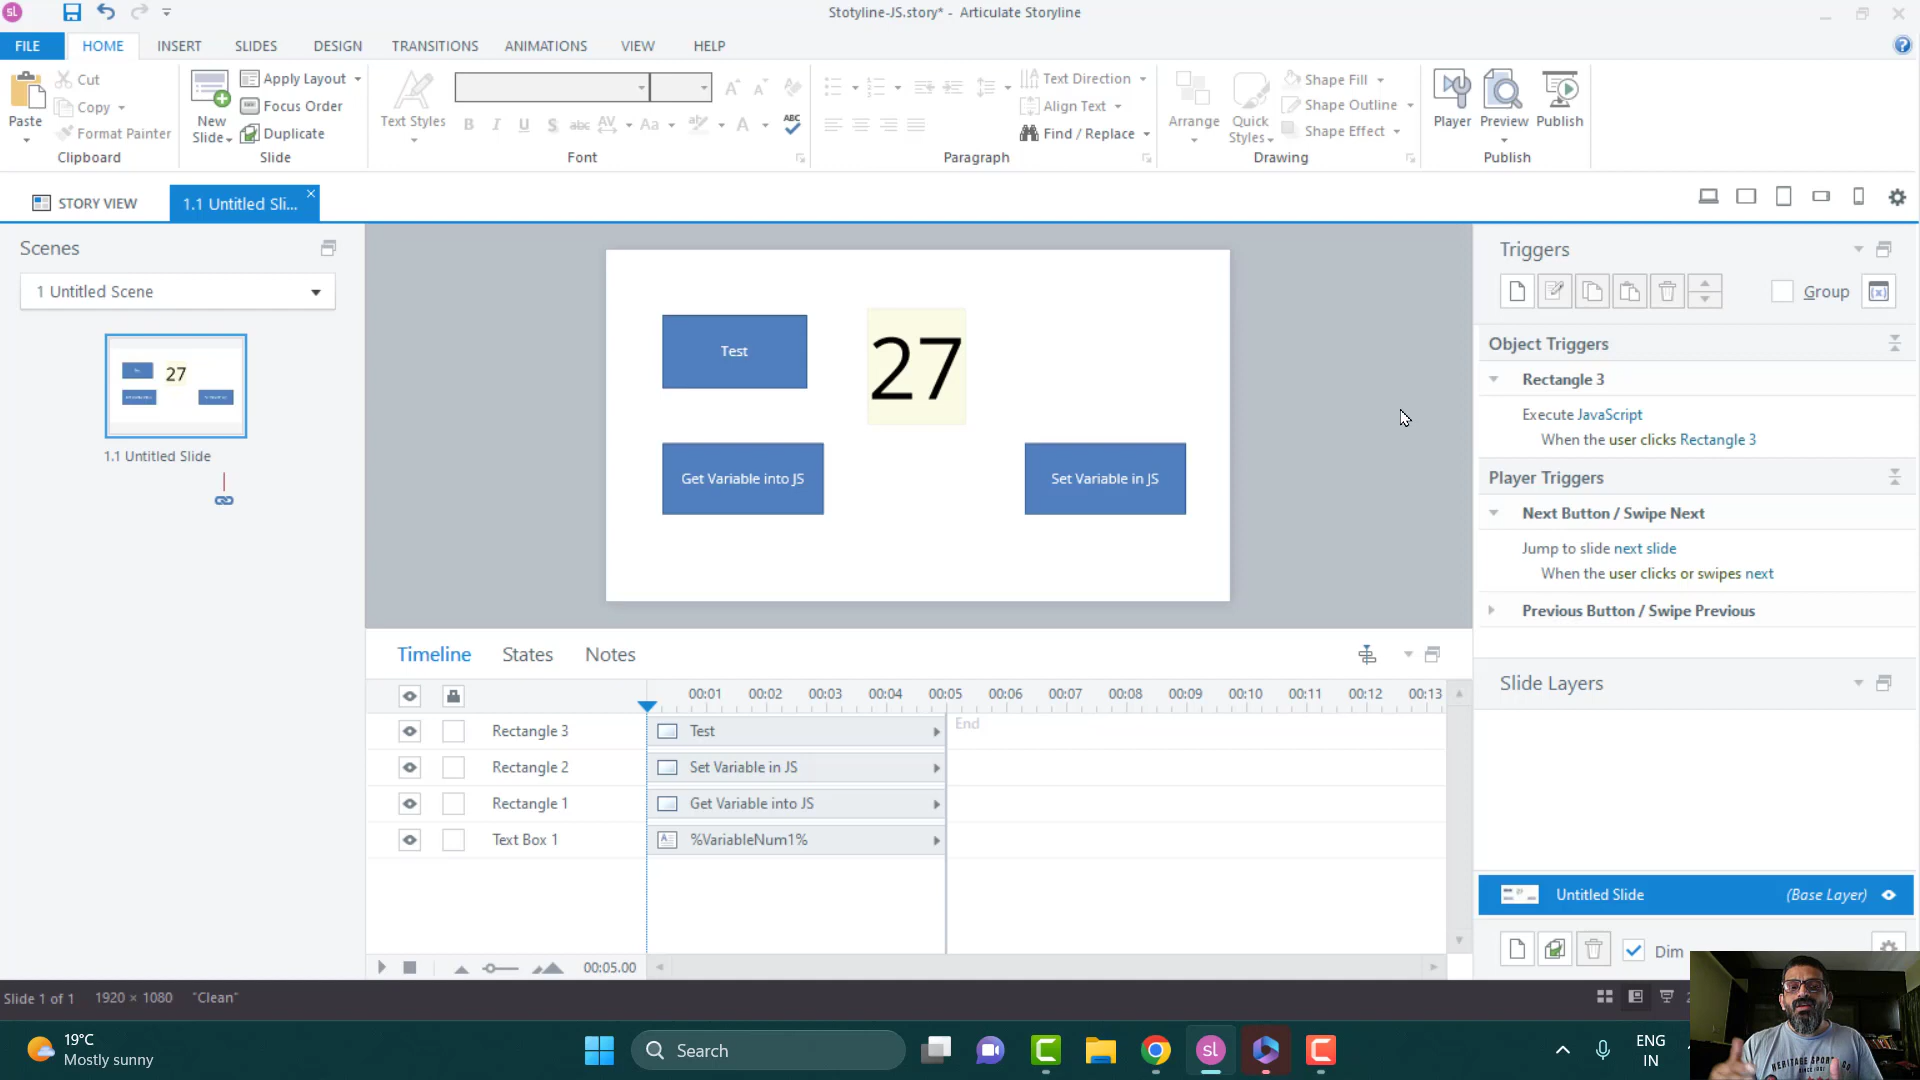 sl
Stotyline-JS.story* - Articulate Storyline
FILE HOME INSERT SLIDES DESIGN TRANSITIONS ANIMATIONS VIEW HELP
Paste
Cut
Copy
Format Painter
Clipboard
New Slide
Apply Layout
Focus Order
Duplicate
Slide
Text Styles
B I U S abc AV Aa A ABC
Font
Text Direction
Align Text
Find / Replace
Paragraph
Arrange
Quick Styles
Shape Fill
Shape Outline
Shape Effect
Drawing
Player Preview Publish
Publish
STORY VIEW
1.1 Untitled Sli...
Scenes
1 Untitled Scene
27
1.1 Untitled Slide
Test
27
Get Variable into JS
Set Variable in JS
Triggers
Group
Object Triggers
Rectangle 3
Execute JavaScript
When the user clicks Rectangle 3
Player Triggers
Next Button / Swipe Next
Jump to slide next slide
When the user clicks or swipes next
Previous Button / Swipe Previous
Timeline States Notes
00:01 00:02 00:03 00:04 00:05 00:06 00:07 00:08 00:09 00:10 00:11 00:12 00:13
End
Rectangle 3 Test
Rectangle 2 Set Variable in JS
Rectangle 1 Get Variable into JS
Text Box 1 %VariableNum1%
00:05.00
Slide Layers
Untitled Slide (Base Layer)
Dim
Slide 1 of 1 1920 × 1080 "Clean"
19°C
Mostly sunny
Search
sl
ENG
IN
HERITAGE SPORTS CO